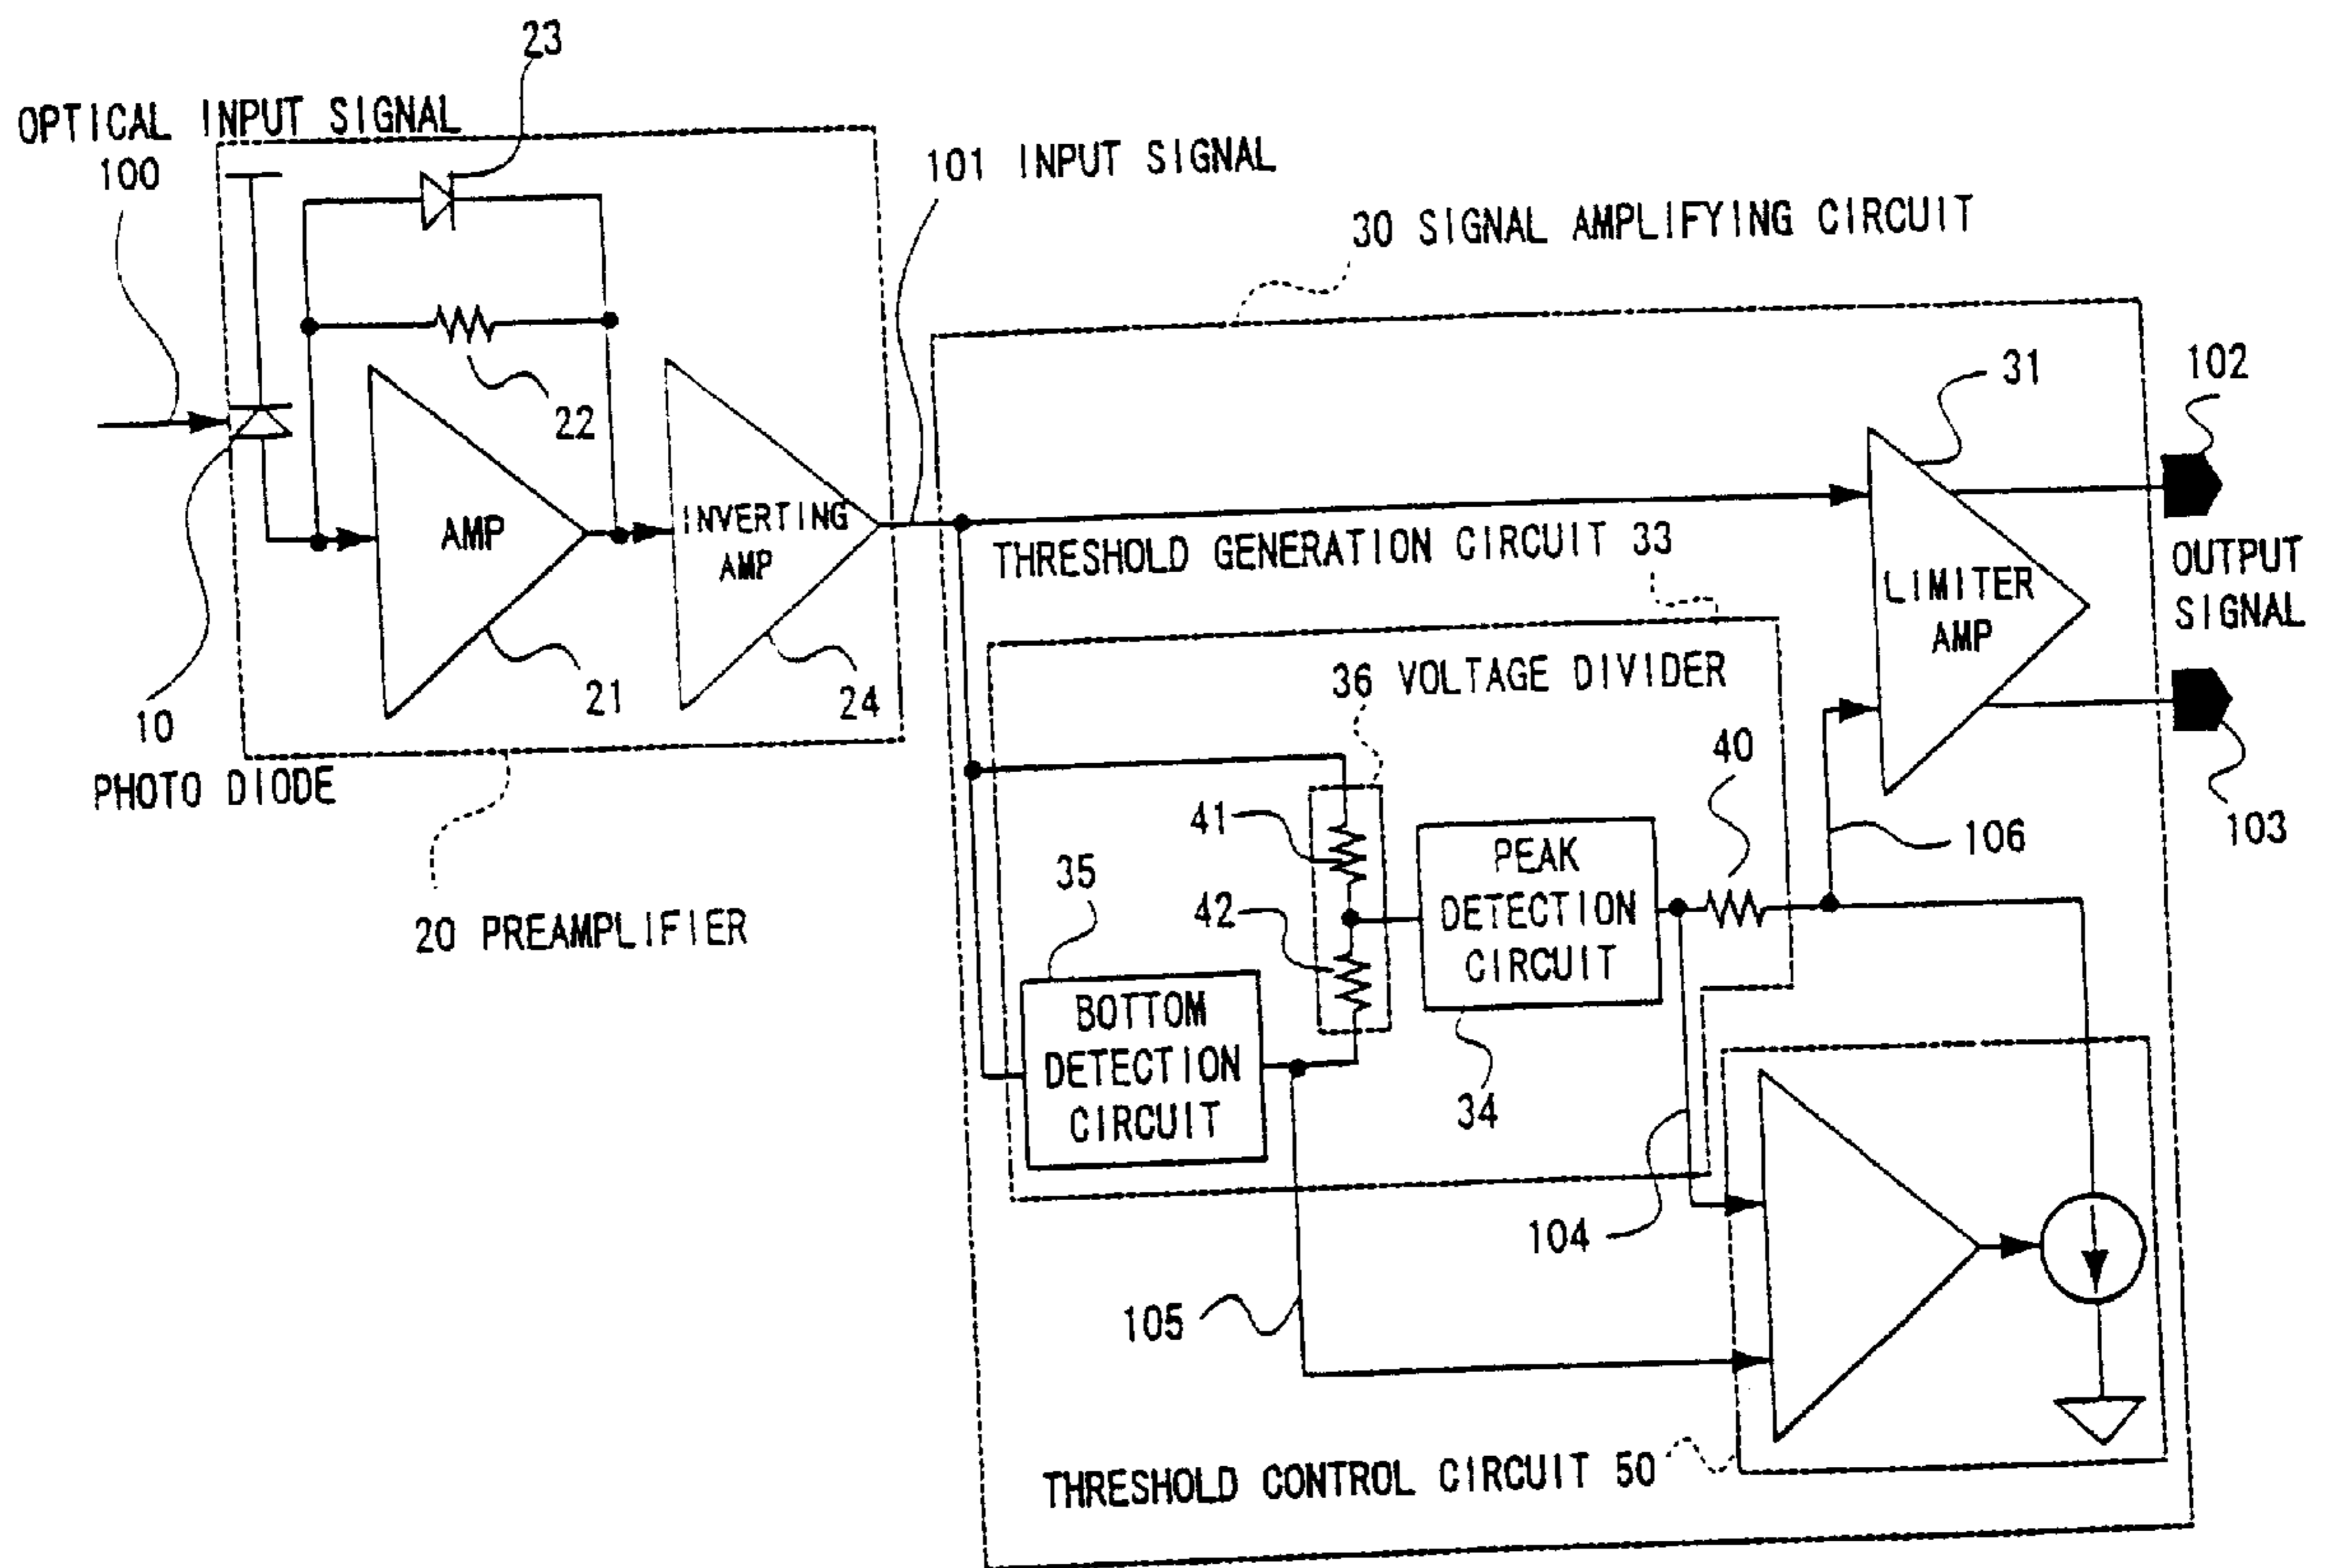 23
OPTICAL INPUT SIGNAL
100
101 INPUT SIGNAL
30 SIGNAL AMPLIFYING CIRCUIT
22
31
102
AMP
INVERTING
AMP
THRESHOLD GENERATION CIRCUIT 33
LIMITER
AMP
OUTPUT
SIGNAL
10
21
24
36 VOLTAGE DIVIDER
40
103
PHOTO DIODE
41
42
PEAK
DETECTION
CIRCUIT
106
35
20 PREAMPLIFIER
BOTTOM
DETECTION
CIRCUIT
34
104
105
THRESHOLD CONTROL CIRCUIT 50